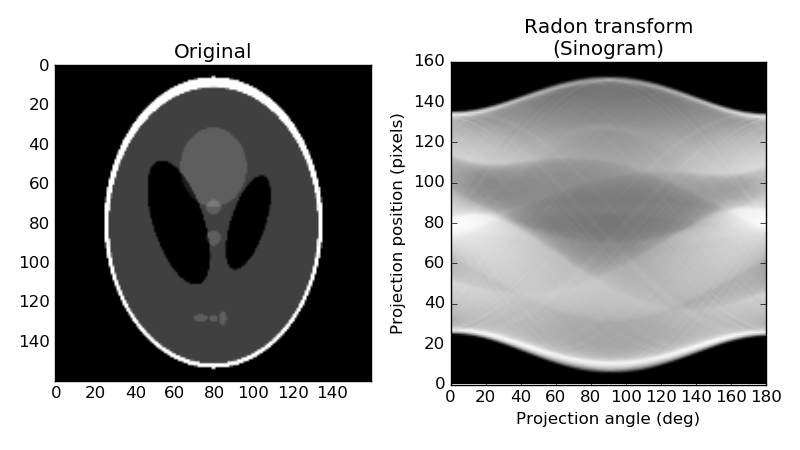 Original
0
20
40
60
80
100
120
140
0 20 40 60 80 100 120 140
Radon transform
(Sinogram)
Projection position (pixels)
160
140
120
100
80
60
40
20
0
0 20 40 60 80 100 120 140 160 180
Projection angle (deg)